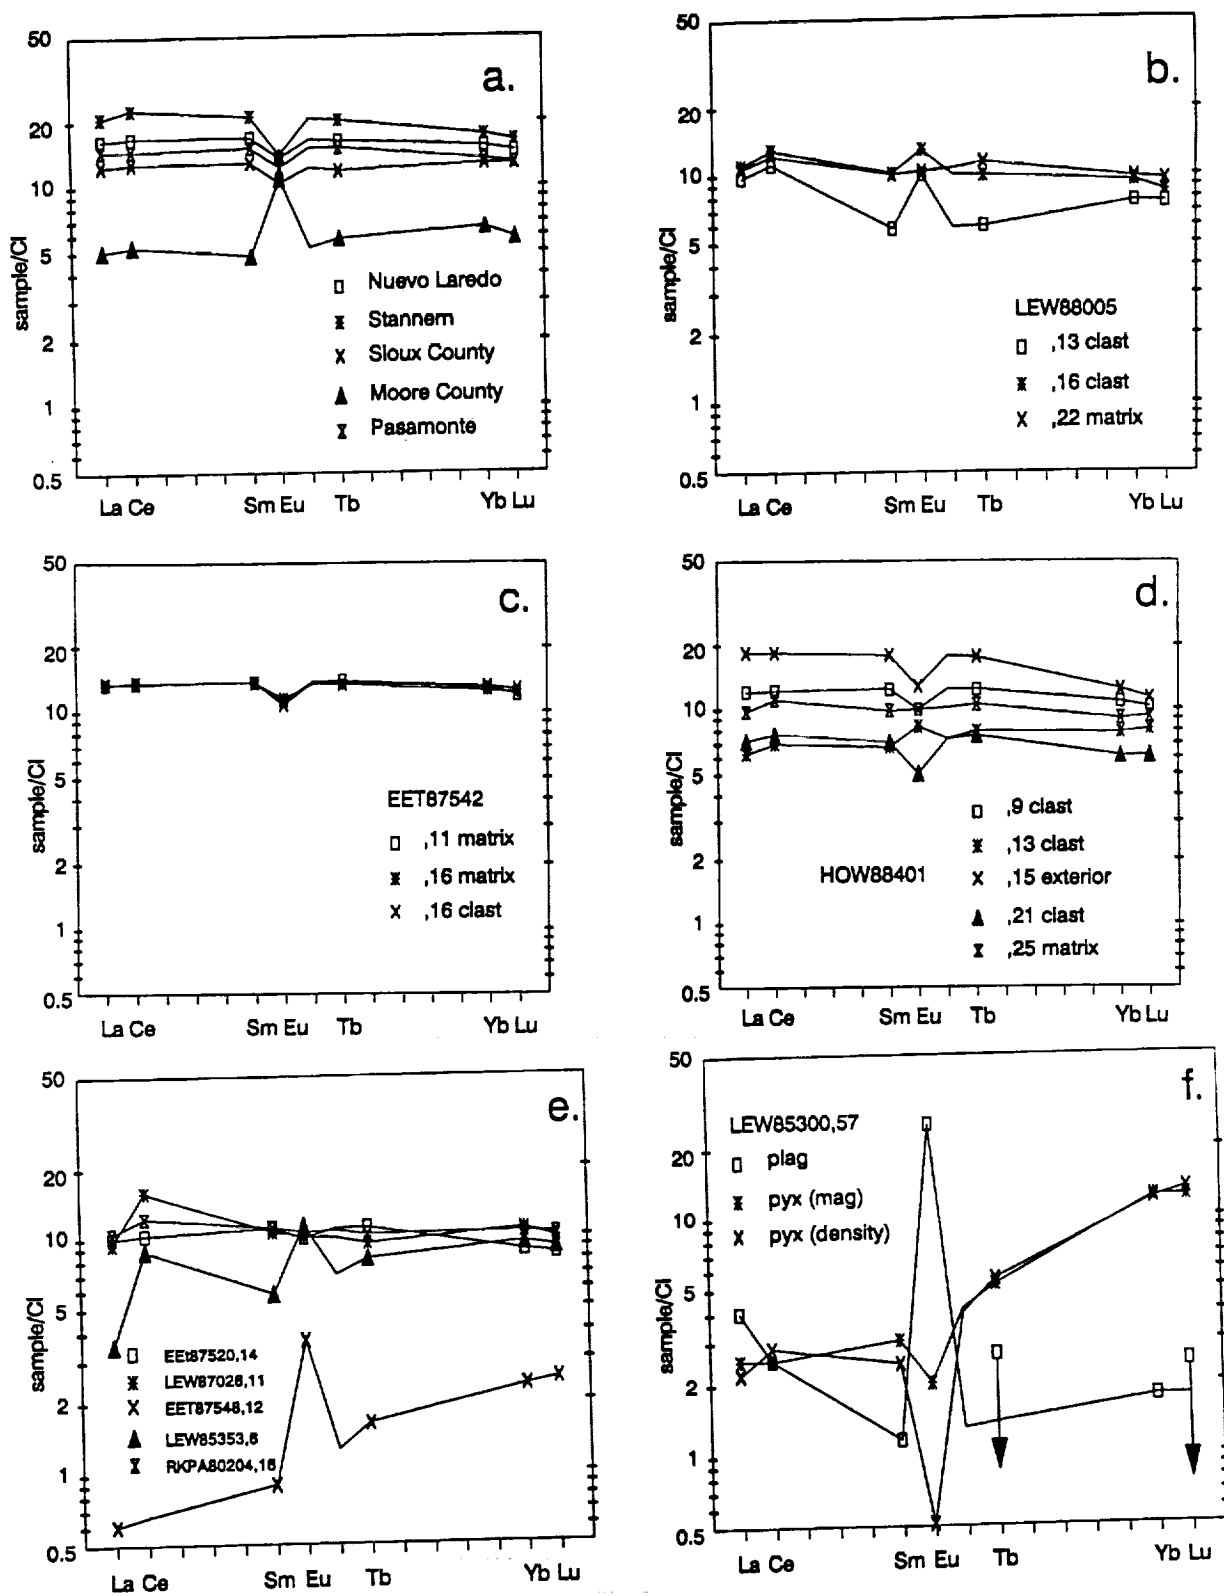 a.
50
20
10
5
2
1
0.5
sample/CI
Nuevo Laredo
Stannern
Sioux County
Moore County
Pasamonte
La Ce Sm Eu Tb Yb Lu
b.
50
20
10
5
2
1
0.5
sample/CI
LEW88005
,13 clast
,16 clast
,22 matrix
La Ce Sm Eu Tb Yb Lu
c.
50
20
10
5
2
1
0.5
sample/CI
EET87542
,11 matrix
,16 matrix
,16 clast
La Ce Sm Eu Tb Yb Lu
d.
50
20
10
5
2
1
0.5
sample/CI
HOW88401
,9 clast
,13 clast
,15 exterior
,21 clast
,25 matrix
La Ce Sm Eu Tb Yb Lu
e.
50
20
10
5
2
1
0.5
sample/CI
EEt87520,14
LEW87026,11
EET87548,12
LEW85353,6
RKPA80204,16
La Ce Sm Eu Tb Yb Lu
f.
50
20
10
5
2
1
0.5
sample/CI
LEW85300,57
plag
pyx (mag)
pyx (density)
La Ce Sm Eu Tb Yb Lu